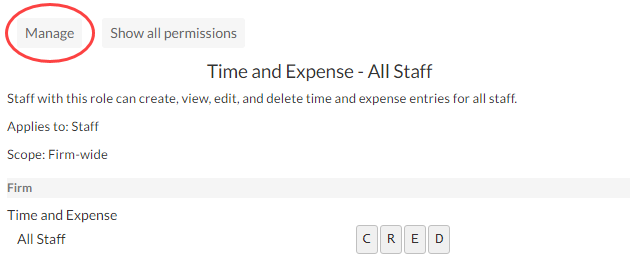 Manage Show all permissions
Time and Expense - All Staff
Staff with this role can create, view, edit, and delete time and expense entries for all staff.
Applies to: Staff
Scope: Firm-wide
Firm
Time and Expense
All Staff C R E D